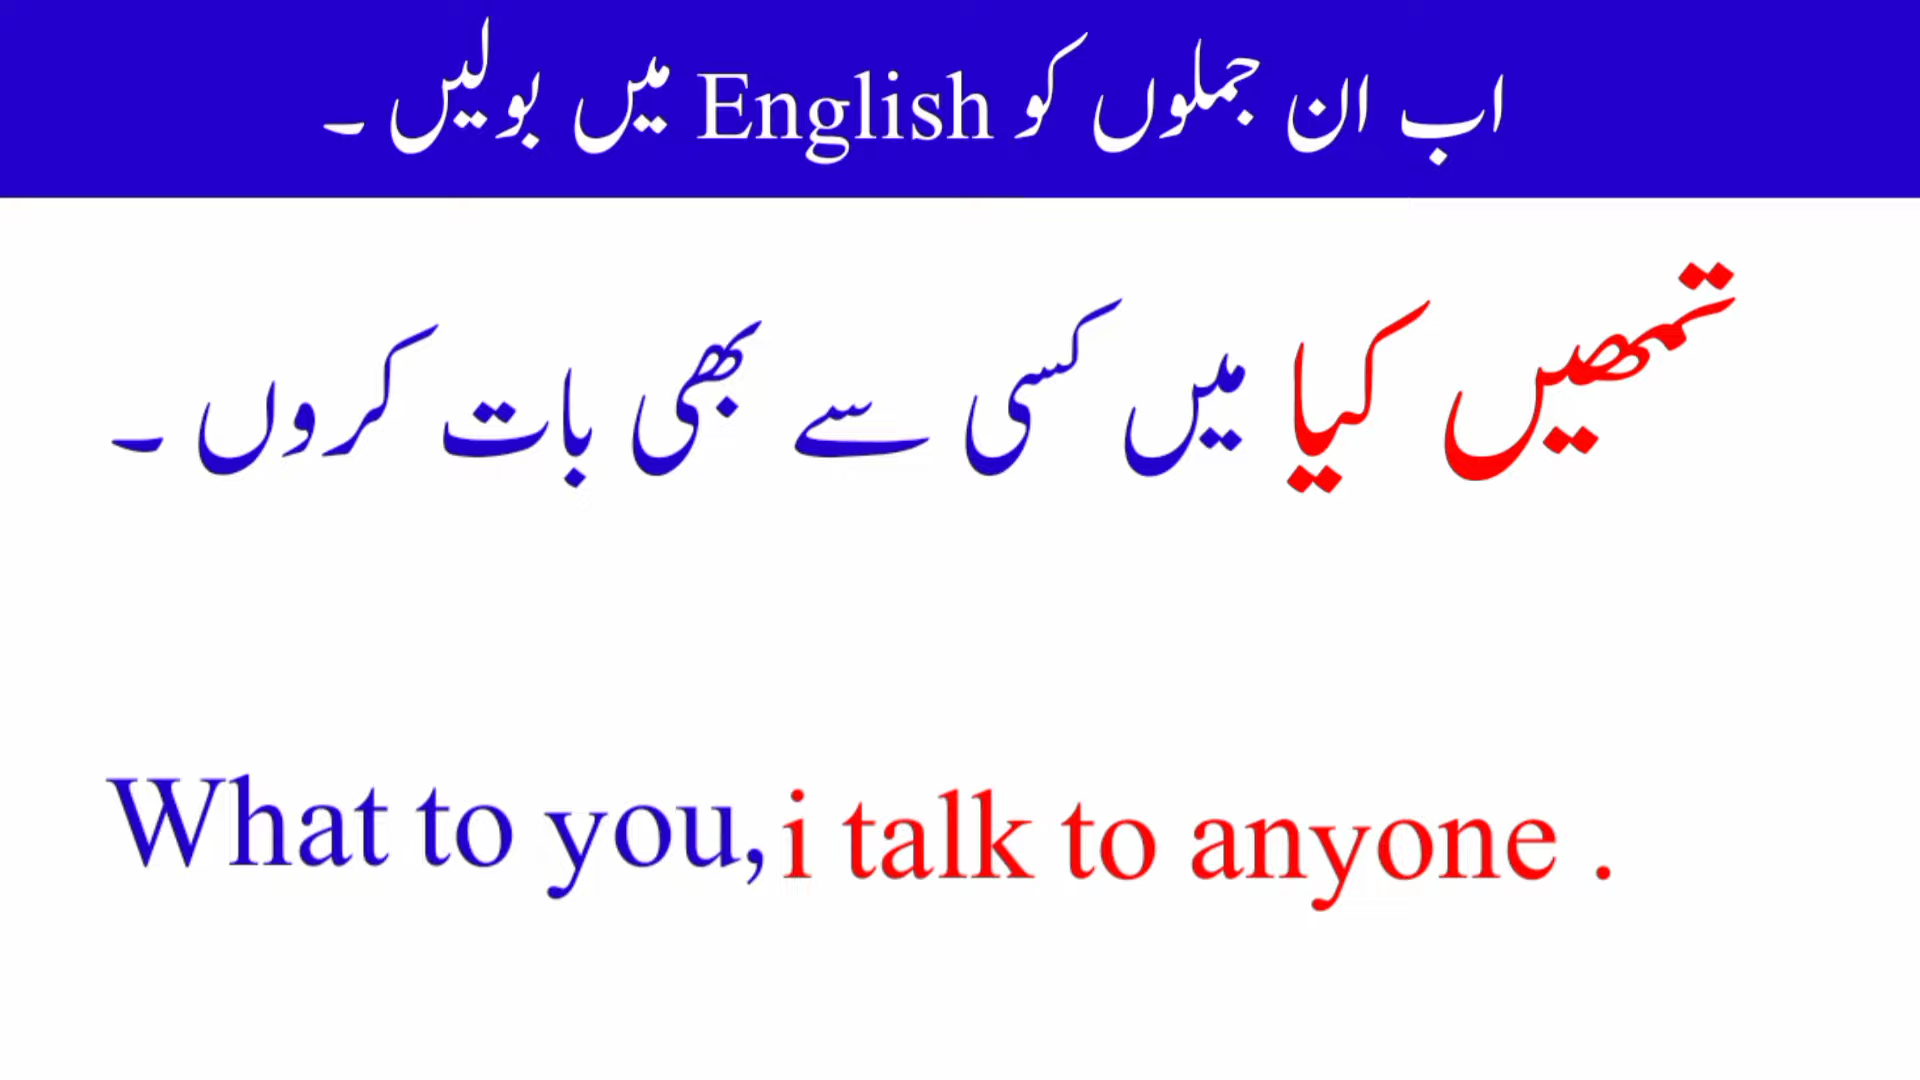 اب ان جملوں کو English میں بولیں ۔
تمھیں کیا میں کسی سے بھی بات کروں ۔
What to you, i talk to anyone .